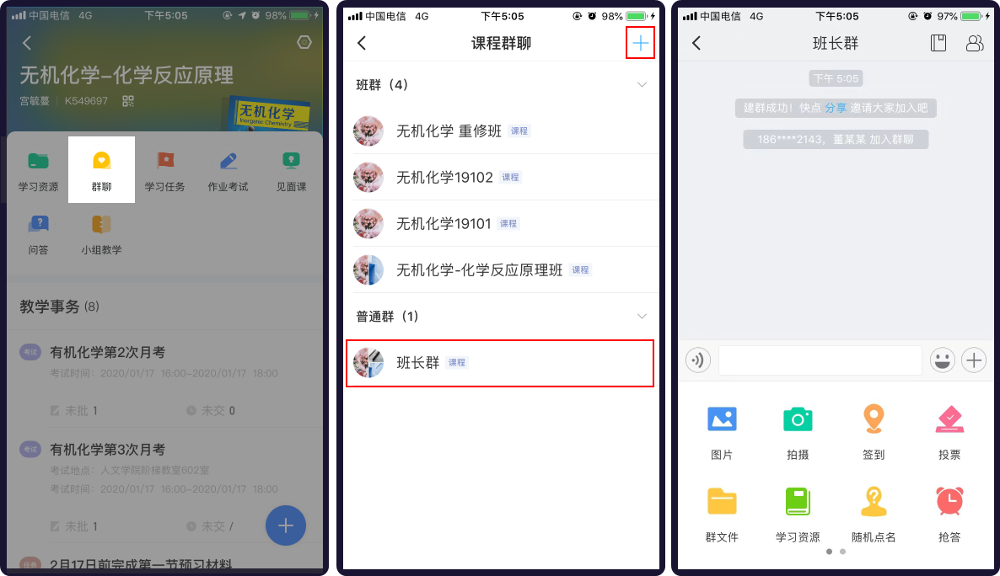 中国电信 4G 下午5:05 98%
无机化学-化学反应原理
宫毓蔓 K549697
无机化学
Inorganic Chemistry
学习资源 群聊 学习任务 作业考试 见面课
问答 小组教学
教学事务 (8)
考试 有机化学第2次月考
考试时间：2020/01/17 16:00-2020/01/17 18:00
未批 1 未交 0
考试 有机化学第3次月考
考试地点：人文学院阶梯教室602室
考试时间：2020/01/17 16:00-2020/01/17 18:00
未批 1 未交 /
任务 2月17日前完成第一节预习材料
中国电信 4G 下午5:05 98%
课程群聊
班群（4）
无机化学 重修班 课程
无机化学19102 课程
无机化学19101 课程
无机化学-化学反应原理班 课程
普通群（1）
班长群 课程
中国电信 4G 下午5:05 97%
班长群
下午 5:05
建群成功！快点 分享 邀请大家加入吧
186****2143，董某某 加入群聊
图片 拍摄 签到 投票
群文件 学习资源 随机点名 抢答